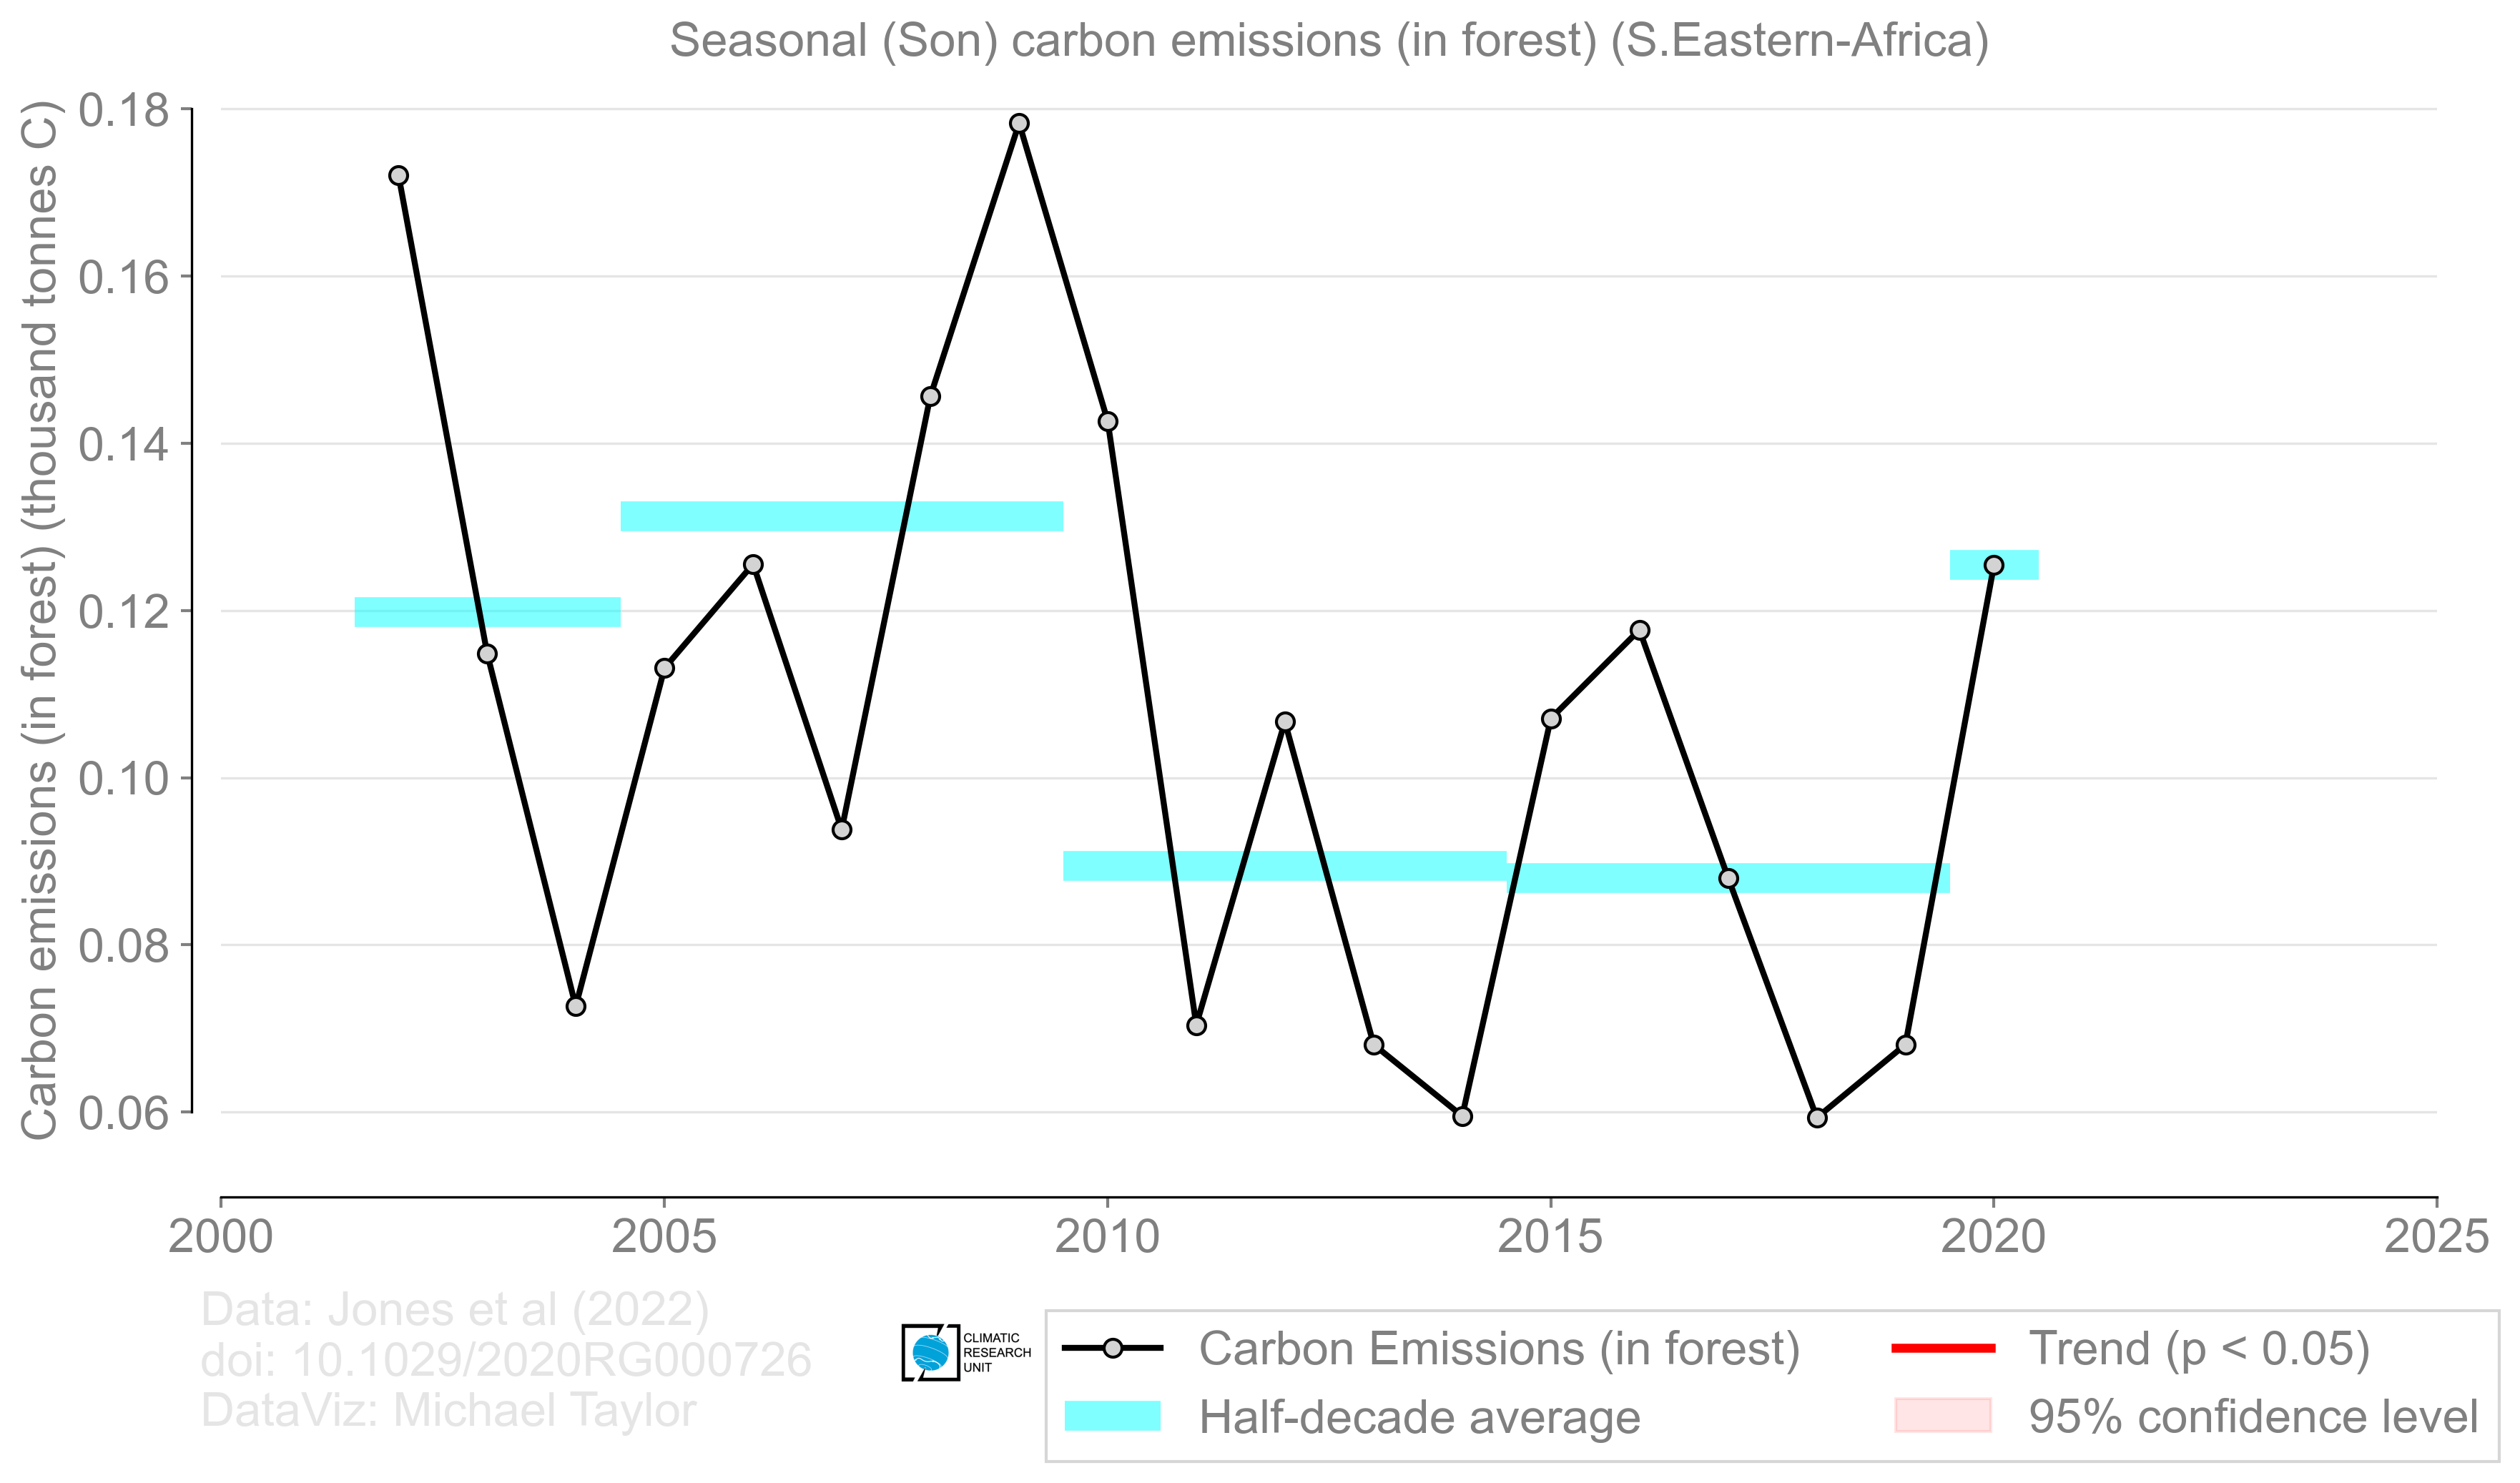 Seasonal (Son) carbon emissions (in forest) (S.Eastern-Africa)
Carbon emissions (in forest) (thousand tonnes C)
0.18
0.16
0.14
0.12
0.10
0.08
0.06
2000
2005
2010
2015
2020
2025
Data: Jones et al (2022)
doi: 10.1029/2020RG000726
DataViz: Michael Taylor
CLIMATIC
RESEARCH
UNIT
Carbon Emissions (in forest)
Half-decade average
Trend (p < 0.05)
95% confidence level